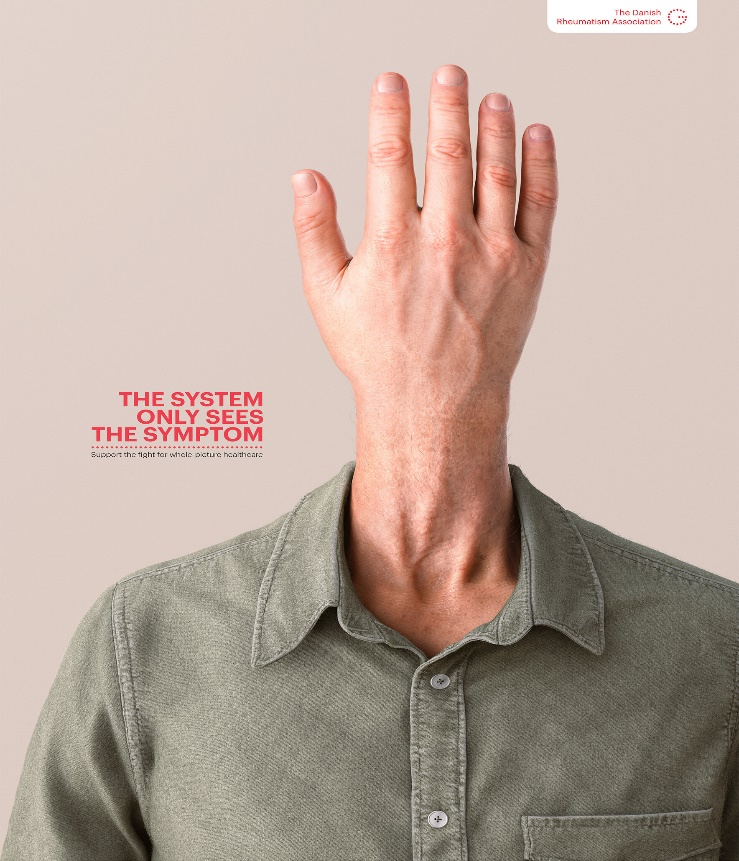 The Danish
Rheumatism Association
THE SYSTEM
ONLY SEES
THE SYMPTOM
Support the fight for whole-picture healthcare